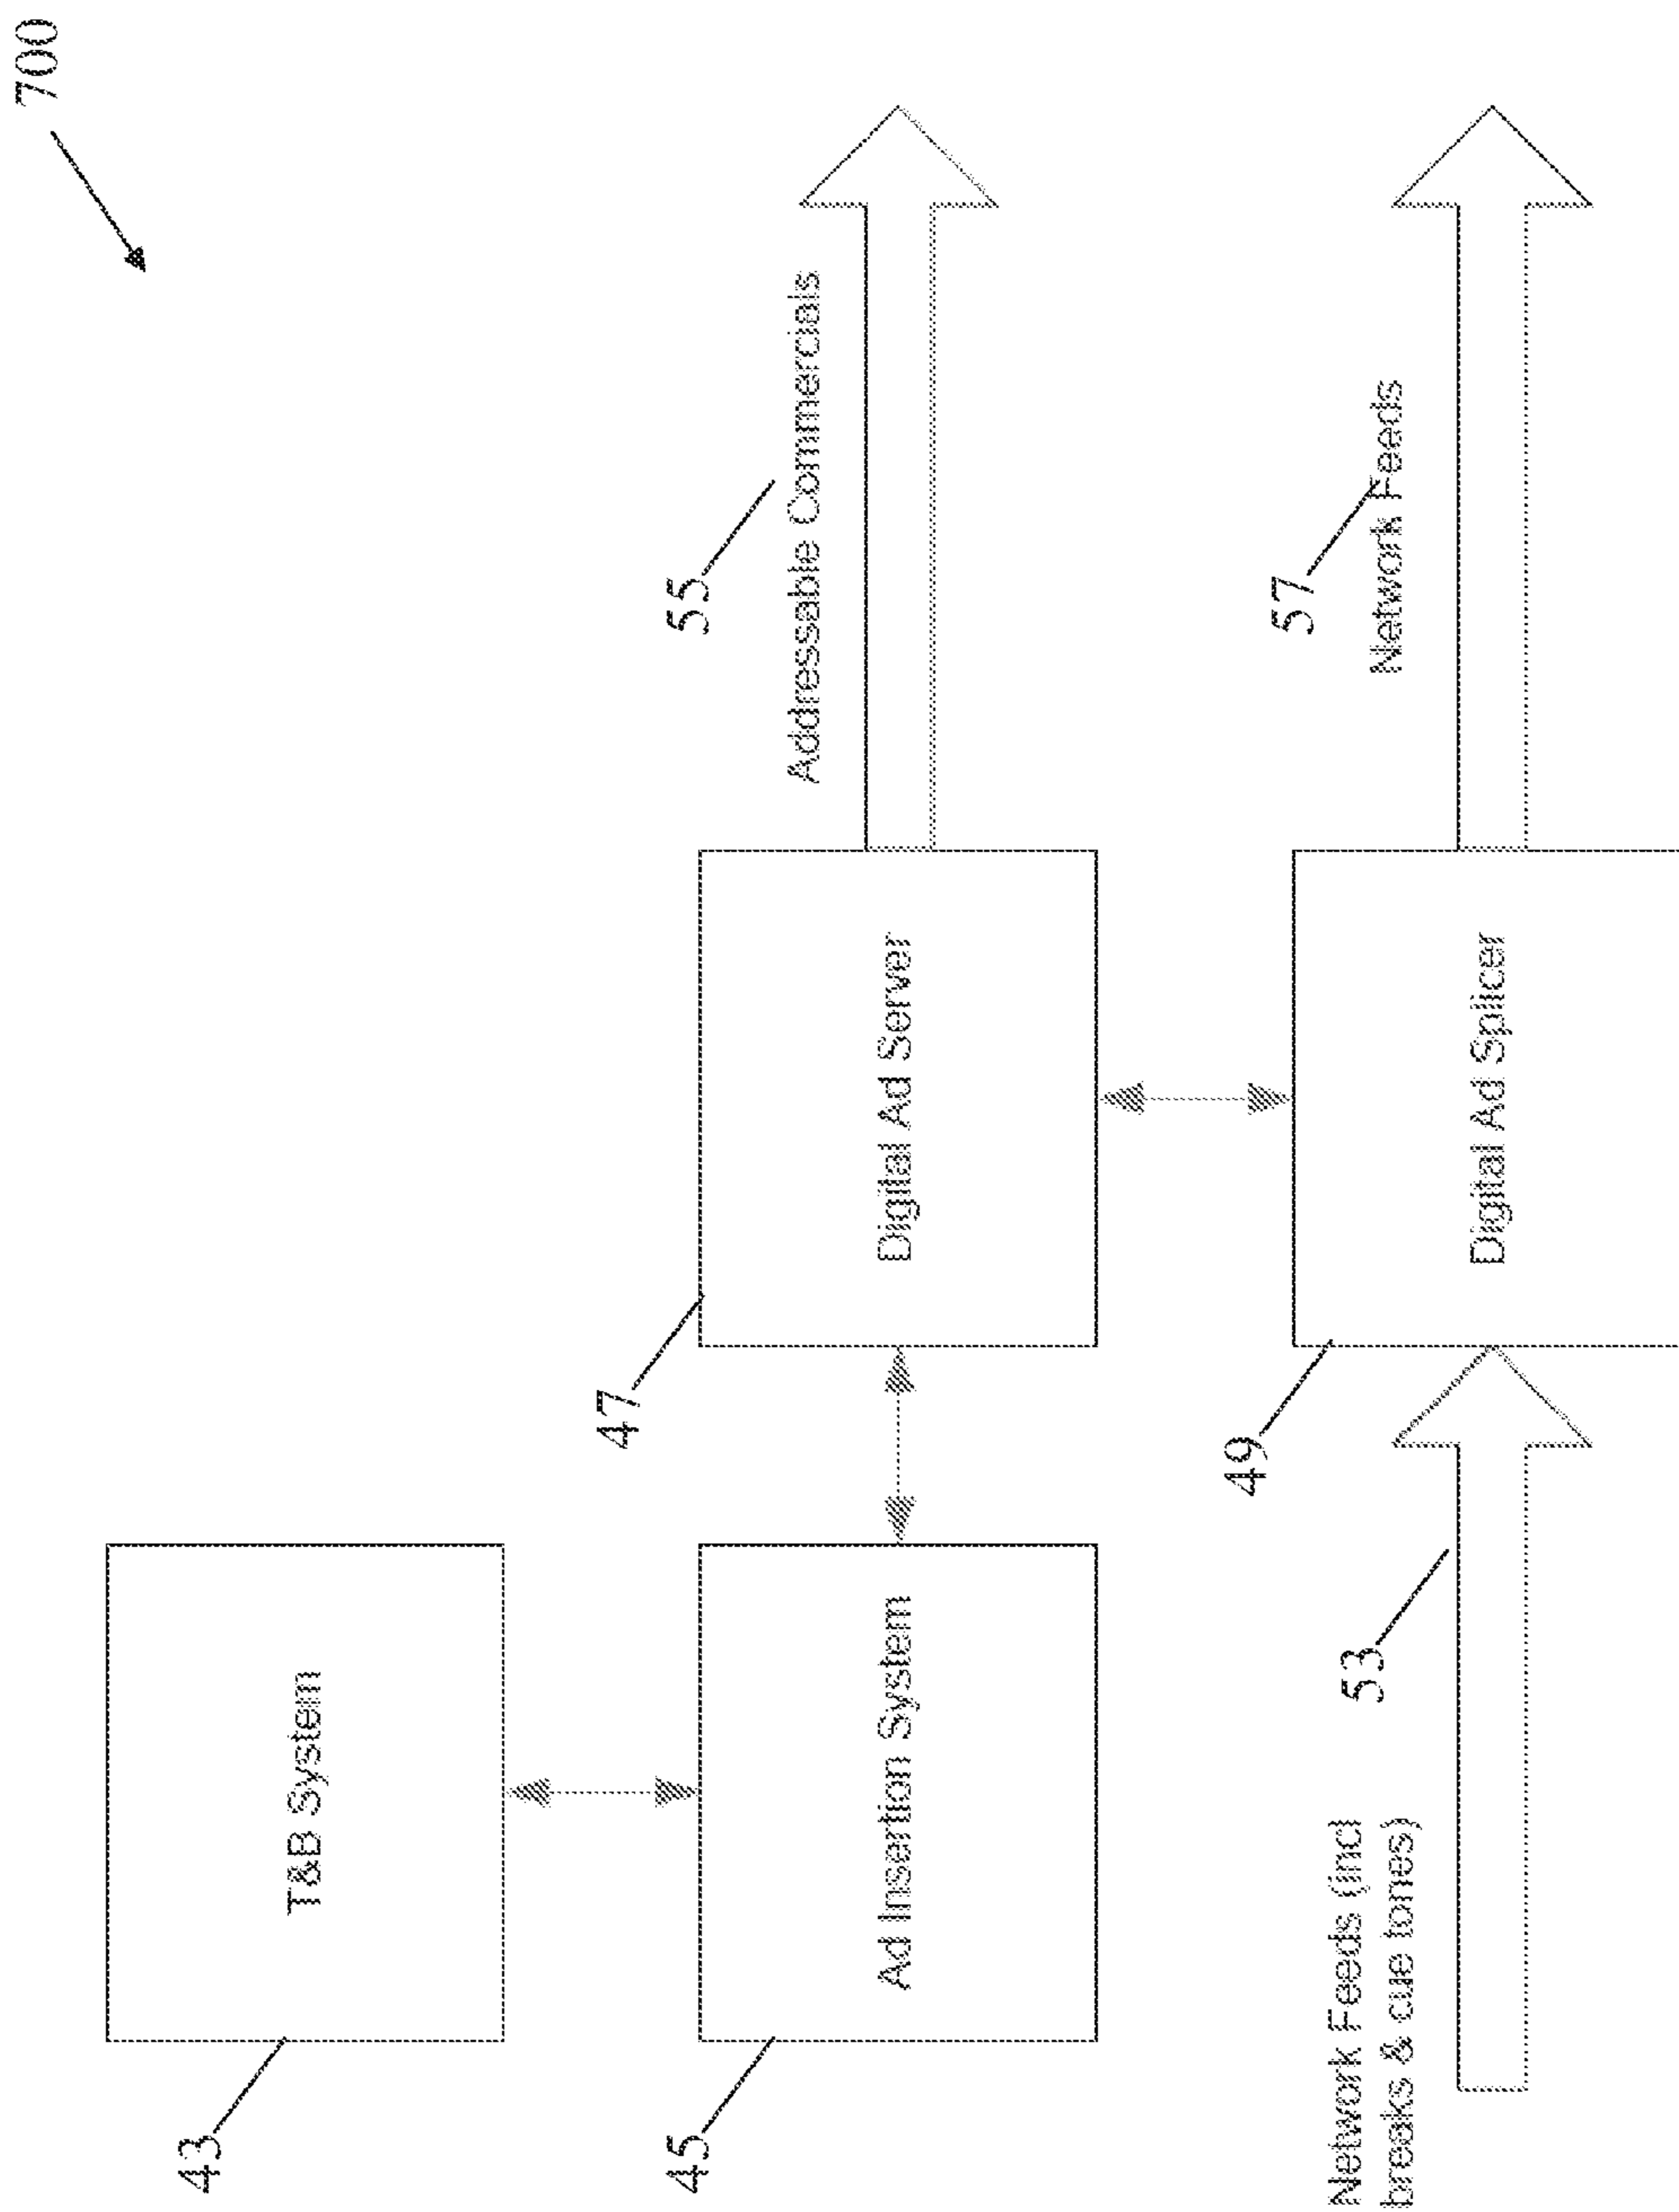 700
43
T&B System
45
Ad Insertion System
47
Digital Ad Server
55
Addressable Commercials
Network Feeds (incl
breaks & cue tones)
53
49
Digital Ad Splicer
57
Network Feeds